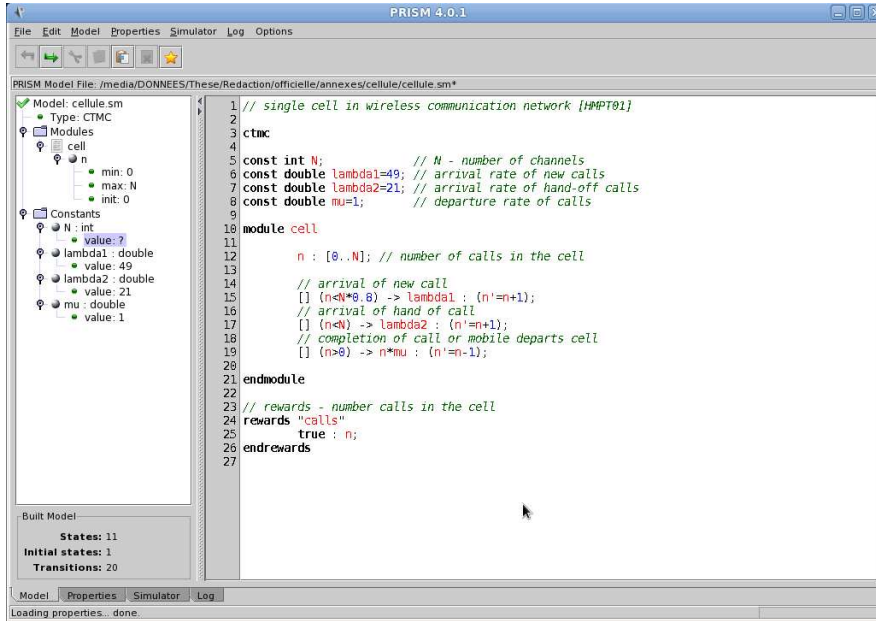 PRISM 4.0.1
File Edit Model Properties Simulator Log Options
PRISM Model File: /media/DONNEES/These/Redaction/officielle/annexes/cellule/cellule.sm*
Model: cellule.sm
Type: CTMC
Modules
cell
n
min: 0
max: N
init: 0
Constants
N : int
value: ?
lambda1 : double
value: 49
lambda2 : double
value: 21
mu : double
value: 1
Built Model
States: 11
Initial states: 1
Transitions: 20
1 // single cell in wireless communication network [HMPT01]
2
3 ctmc
4
5 const int N; // N - number of channels
6 const double lambda1=49; // arrival rate of new calls
7 const double lambda2=21; // arrival rate of hand-off calls
8 const double mu=1; // departure rate of calls
9
10 module cell
11
12 n : [0..N]; // number of calls in the cell
13
14 // arrival of new call
15 [] (n<N*0.8) -> lambda1 : (n'=n+1);
16 // arrival of hand of call
17 [] (n<N) -> lambda2 : (n'=n+1);
18 // completion of call or mobile departs cell
19 [] (n>0) -> n*mu : (n'=n-1);
20
21 endmodule
22
23 // rewards - number calls in the cell
24 rewards "calls"
25 true : n;
26 endrewards
27
Model Properties Simulator Log
Loading properties... done.